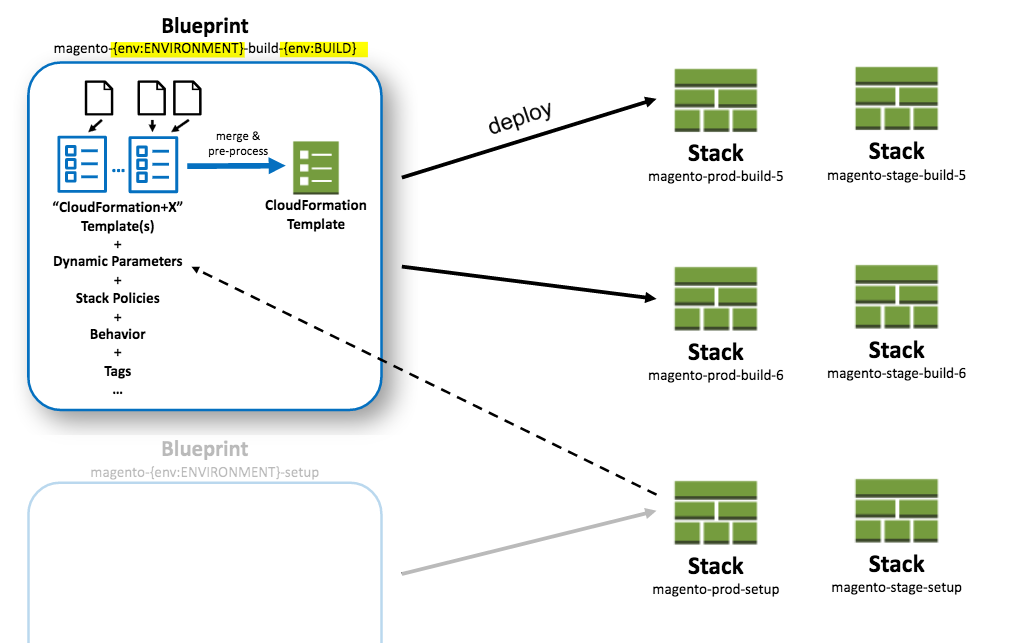 Blueprint
magento-{env:ENVIRONMENT}-build-{env:BUILD}
merge &
pre-process
...
"CloudFormation+X"
Template(s)
+
Dynamic Parameters
+
Stack Policies
+
Behavior
+
Tags
...
CloudFormation
Template
deploy
Stack
magento-prod-build-5
Stack
magento-stage-build-5
Stack
magento-prod-build-6
Stack
magento-stage-build-6
Blueprint
magento-{env:ENVIRONMENT}-setup
Stack
magento-prod-setup
Stack
magento-stage-setup